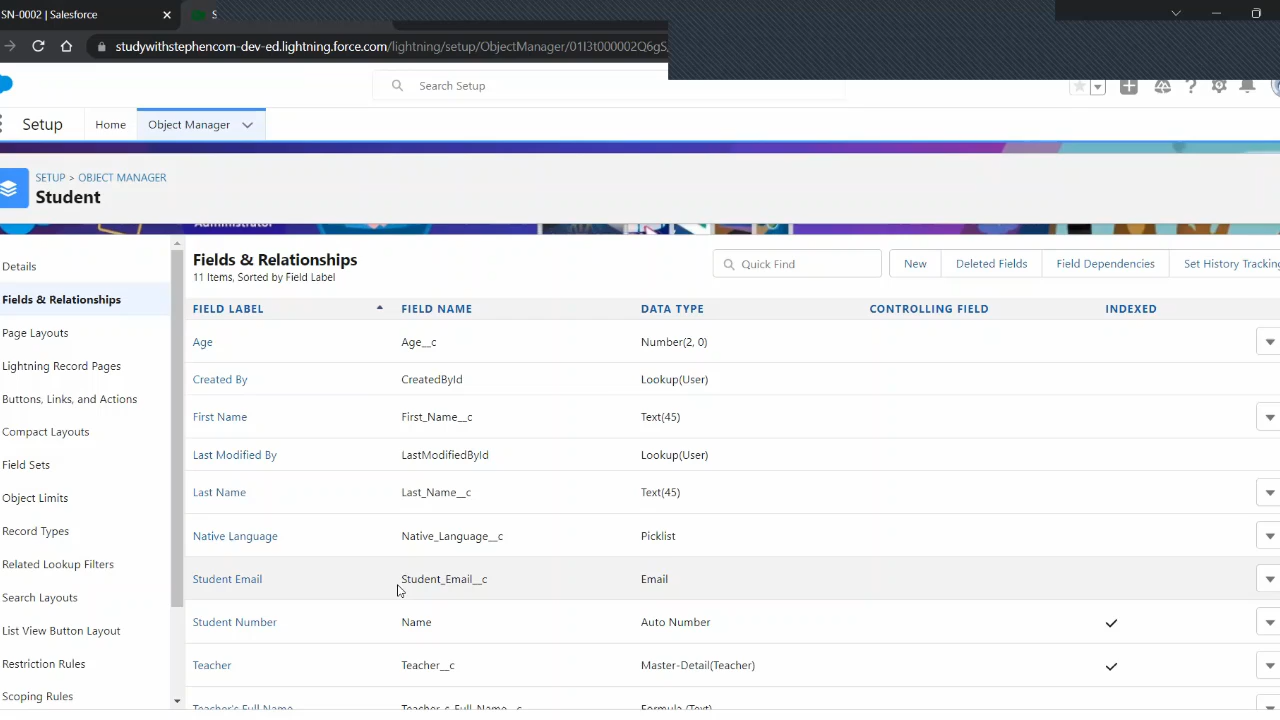 SN-0002 | Salesforce
S
studywithstephencom-dev-ed.lightning.force.com/lightning/setup/ObjectManager/01I3t000002Q6gS
Search Setup
Setup
Home
Object Manager
SETUP > OBJECT MANAGER
Student
Administrator
Details
Fields & Relationships
Page Layouts
Lightning Record Pages
Buttons, Links, and Actions
Compact Layouts
Field Sets
Object Limits
Record Types
Related Lookup Filters
Search Layouts
List View Button Layout
Restriction Rules
Scoping Rules
Fields & Relationships
11 Items, Sorted by Field Label
Quick Find
New
Deleted Fields
Field Dependencies
Set History Tracking
FIELD LABEL FIELD NAME DATA TYPE CONTROLLING FIELD INDEXED
Age Age__c Number(2, 0)
Created By CreatedById Lookup(User)
First Name First_Name__c Text(45)
Last Modified By LastModifiedById Lookup(User)
Last Name Last_Name__c Text(45)
Native Language Native_Language__c Picklist
Student Email Student_Email__c Email
Student Number Name Auto Number
Teacher Teacher__c Master-Detail(Teacher)
Teacher's Full Name Teacher_s_Full_Name__c Formula (Text)